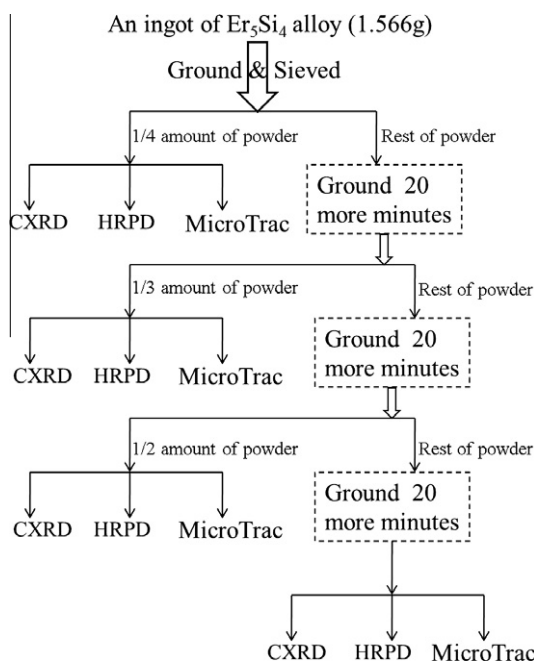 An ingot of Er₅Si₄ alloy (1.566g)
Ground & Sieved
1/4 amount of powder
Rest of powder
CXRD HRPD MicroTrac
Ground 20
more minutes
1/3 amount of powder
Rest of powder
CXRD HRPD MicroTrac
Ground 20
more minutes
1/2 amount of powder
Rest of powder
CXRD HRPD MicroTrac
Ground 20
more minutes
CXRD HRPD MicroTrac